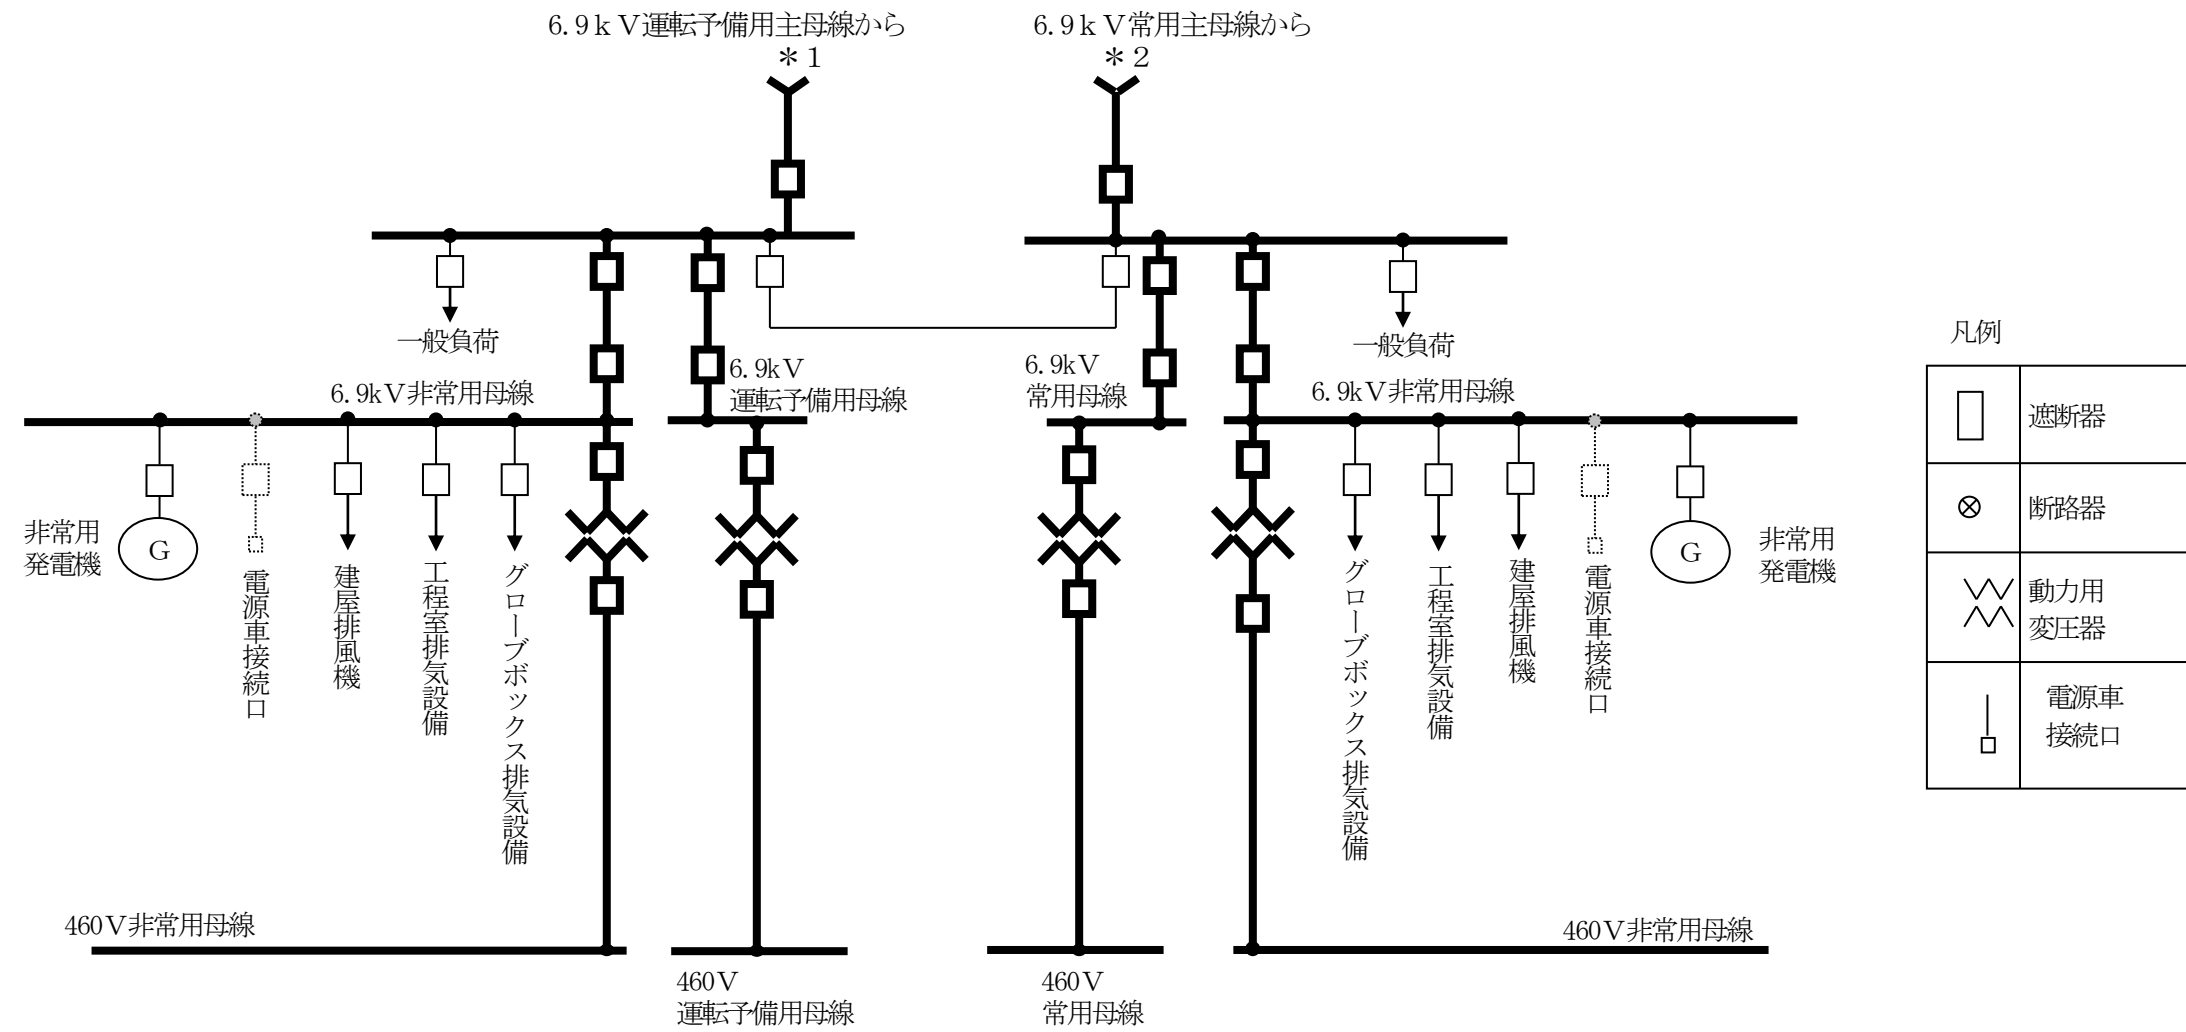 6.9ｋＶ運転予備用主母線から
＊1
6.9ｋＶ常用主母線から
＊2
一般負荷
一般負荷
6.9kＶ
運転予備用母線
6.9kＶ
常用母線
6.9kＶ非常用母線
6.9kＶ非常用母線
非常用
発電機
G
電源車接続口
建屋排風機
工程室排気設備
グローブボックス排気設備
グローブボックス排気設備
工程室排気設備
建屋排風機
電源車接続口
G
非常用
発電機
460Ｖ非常用母線
460Ｖ
運転予備用母線
460Ｖ
常用母線
460Ｖ非常用母線
凡例
遮断器
断路器
動力用
変圧器
電源車
接続口